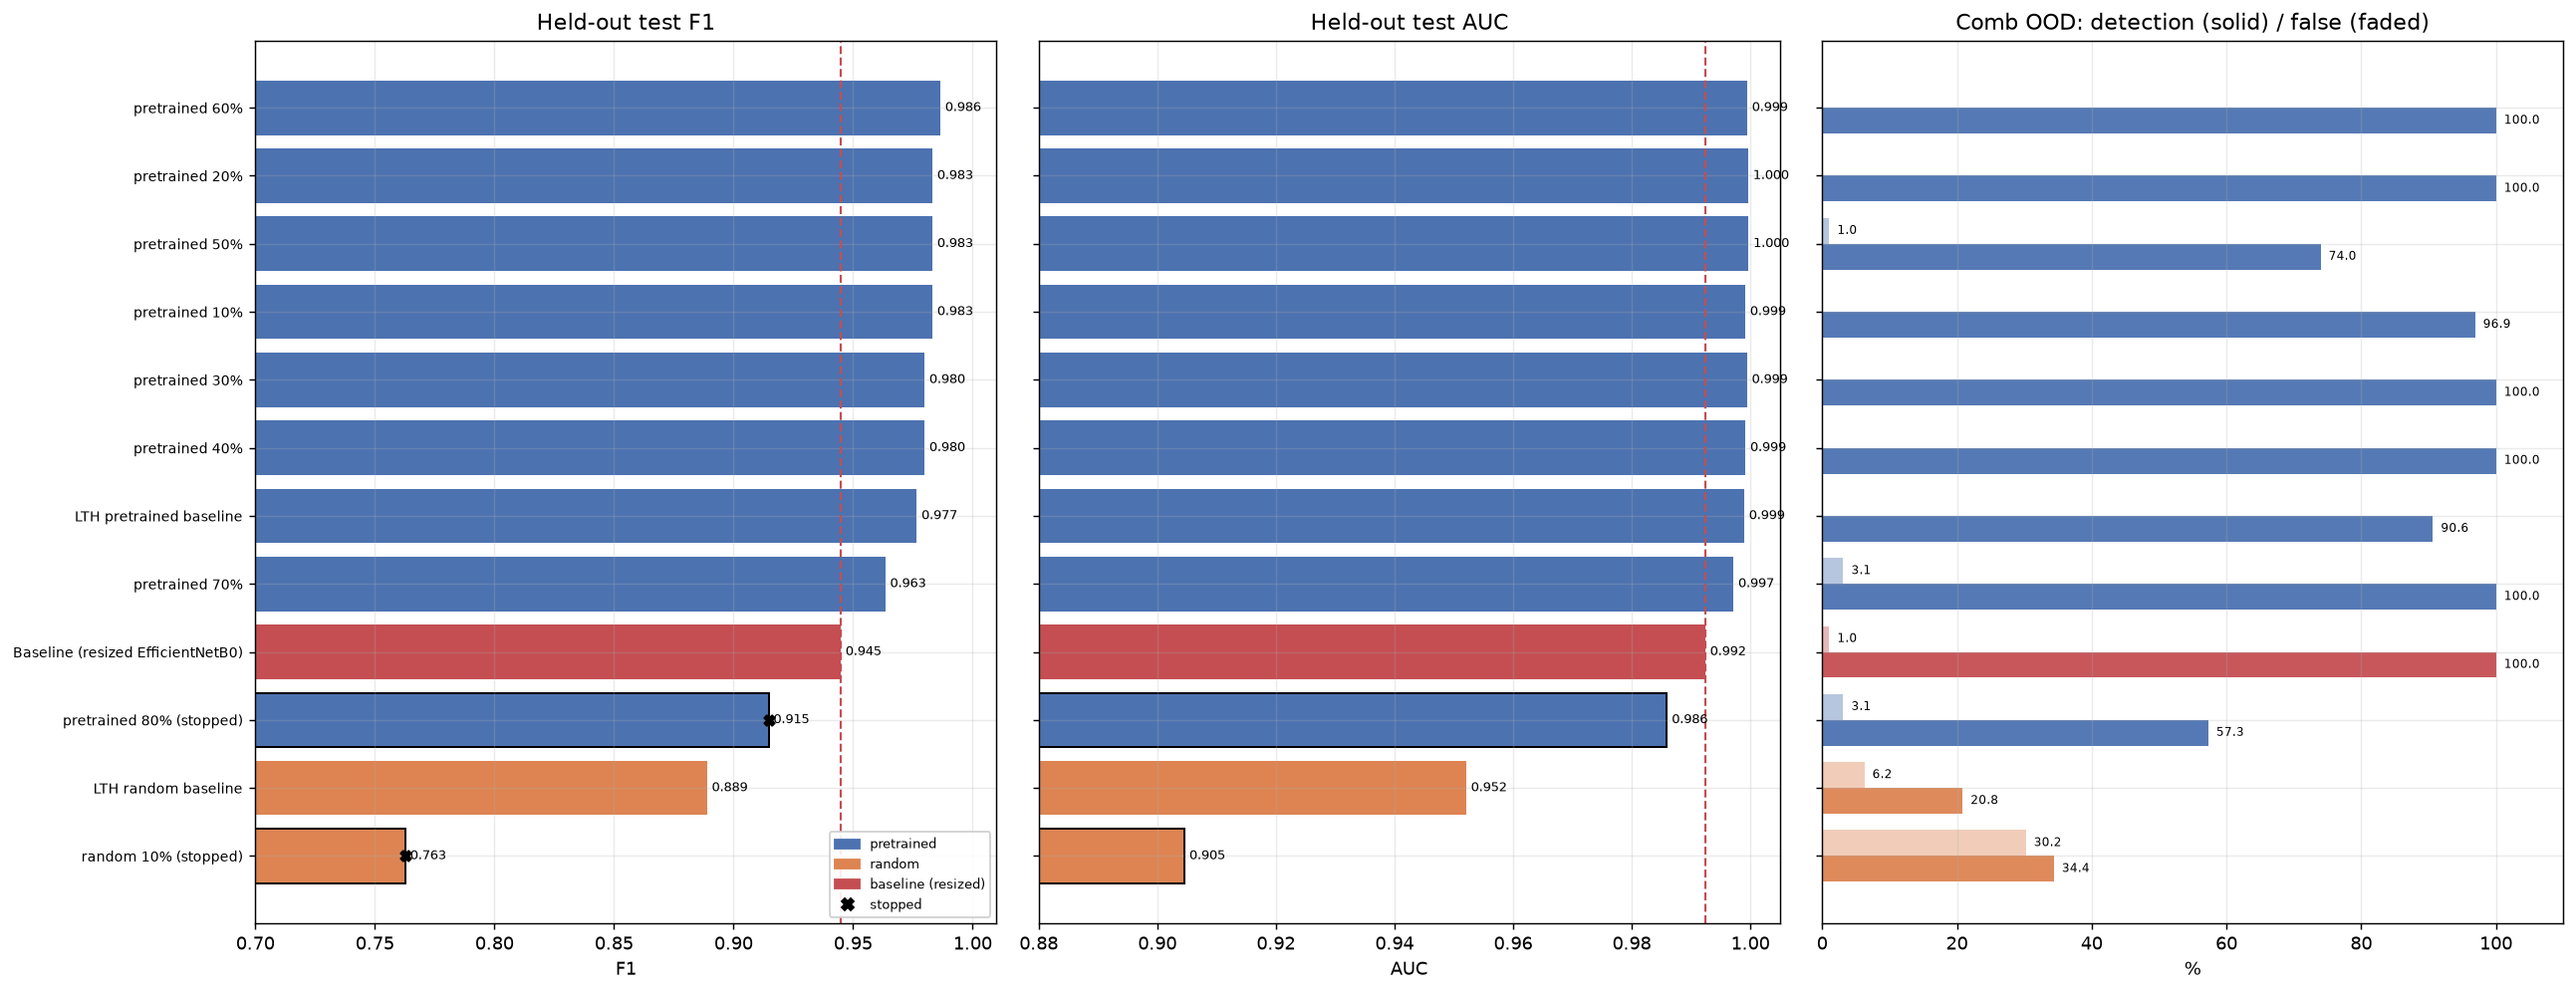 Held-out test F1
pretrained 60%
pretrained 20%
pretrained 50%
pretrained 10%
pretrained 30%
pretrained 40%
LTH pretrained baseline
pretrained 70%
Baseline (resized EfficientNetB0)
pretrained 80% (stopped)
LTH random baseline
random 10% (stopped)
0.986
0.983
0.983
0.983
0.980
0.980
0.977
0.963
0.945
0.915
0.889
0.763
pretrained
random
baseline (resized)
stopped
0.70 0.75 0.80 0.85 0.90 0.95 1.00
F1
Held-out test AUC
0.999
1.000
1.000
0.999
0.999
0.999
0.999
0.997
0.992
0.986
0.952
0.905
0.88 0.90 0.92 0.94 0.96 0.98 1.00
AUC
Comb OOD: detection (solid) / false (faded)
100.0
100.0
1.0
74.0
96.9
100.0
100.0
90.6
3.1
100.0
1.0
100.0
3.1
57.3
6.2
20.8
30.2
34.4
0 20 40 60 80 100
%